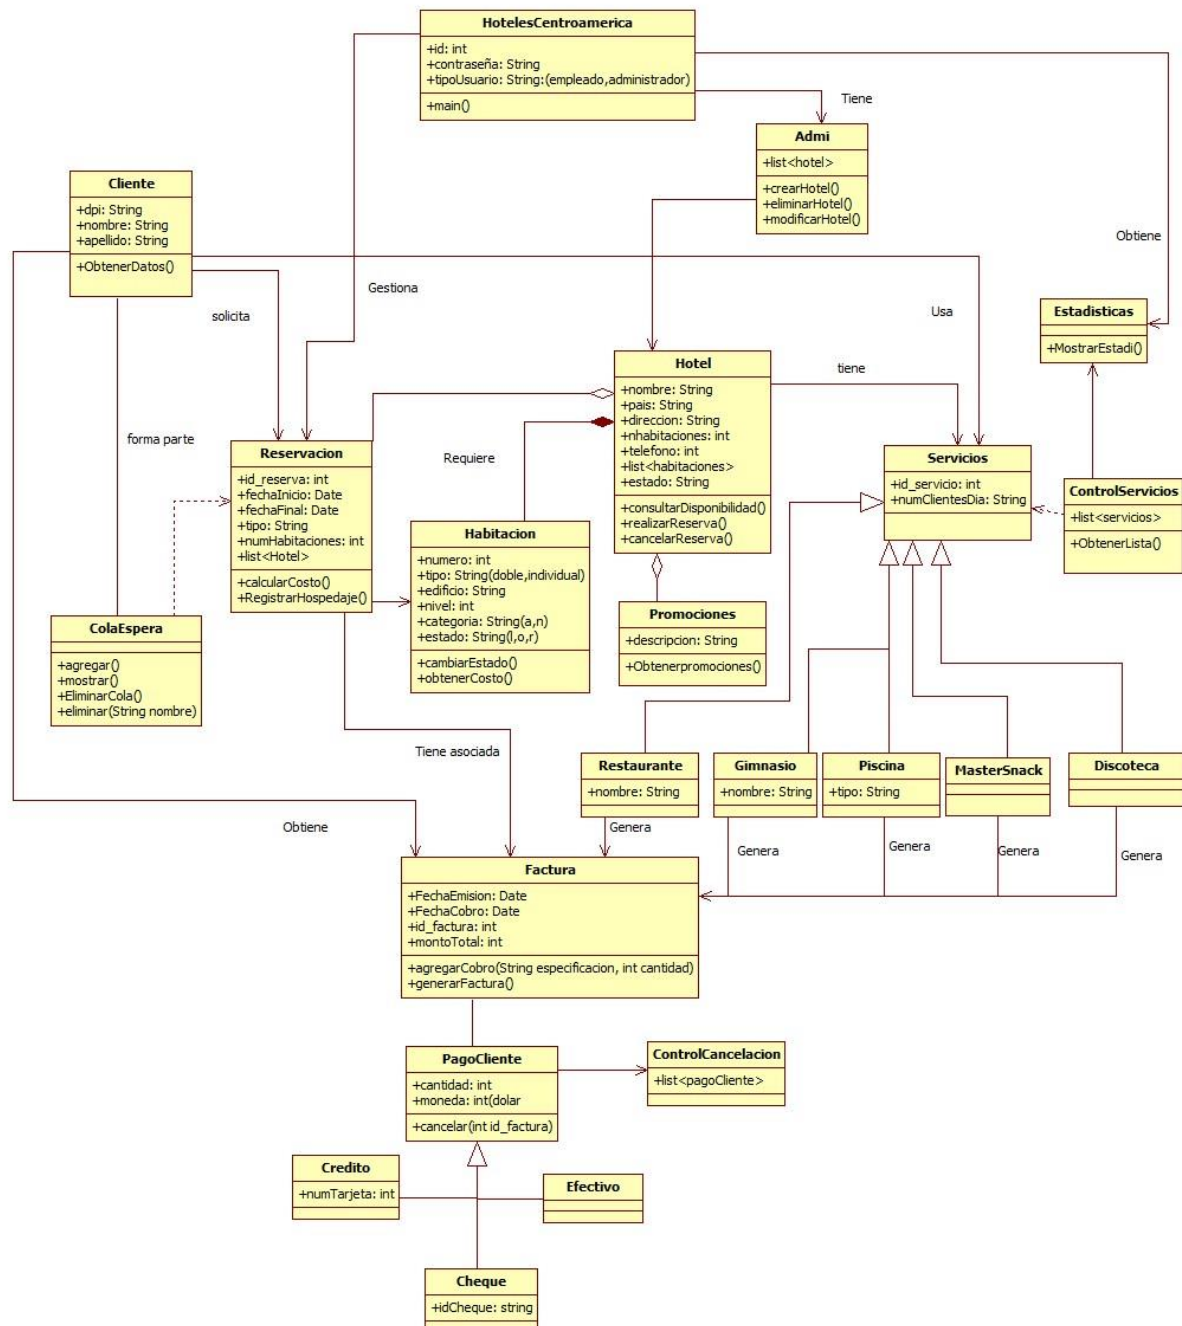 HotelesCentroamerica
+id: int
+contraseña: String
+tipoUsuario: String:(empleado,administrador)
+main()
Tiene
Admi
+list<hotel>
+crearHotel()
+eliminarHotel()
+modificarHotel()
Cliente
+dpi: String
+nombre: String
+apellido: String
+ObtenerDatos()
Obtiene
Gestiona
solicita
Usa
Estadisticas
+MostrarEstadi()
Hotel
+nombre: String
+pais: String
+direccion: String
+nhabitaciones: int
+telefono: int
+list<habitaciones>
+estado: String
+consultarDisponibilidad()
+realizarReserva()
+cancelarReserva()
tiene
forma parte
Reservacion
+id_reserva: int
+fechaInicio: Date
+fechaFinal: Date
+tipo: String
+numHabitaciones: int
+list<Hotel>
+calcularCosto()
+RegistrarHospedaje()
Requiere
Servicios
+id_servicio: int
+numClientesDia: String
ControlServicios
+list<servicios>
+ObtenerLista()
Habitacion
+numero: int
+tipo: String(doble,individual)
+edificio: String
+nivel: int
+categoria: String(a,n)
+estado: String(l,o,r)
+cambiarEstado()
+obtenerCosto()
Promociones
+descripcion: String
+Obtenerpromociones()
ColaEspera
+agregar()
+mostrar()
+EliminarCola()
+eliminar(String nombre)
Tiene asociada
Restaurante
+nombre: String
Gimnasio
+nombre: String
Piscina
+tipo: String
MasterSnack
Discoteca
Obtiene
Genera
Genera
Genera
Genera
Genera
Factura
+FechaEmision: Date
+FechaCobro: Date
+id_factura: int
+montoTotal: int
+agregarCobro(String especificacion, int cantidad)
+generarFactura()
PagoCliente
+cantidad: int
+moneda: int(dolar
+cancelar(int id_factura)
ControlCancelacion
+list<pagoCliente>
Credito
+numTarjeta: int
Efectivo
Cheque
+idCheque: string